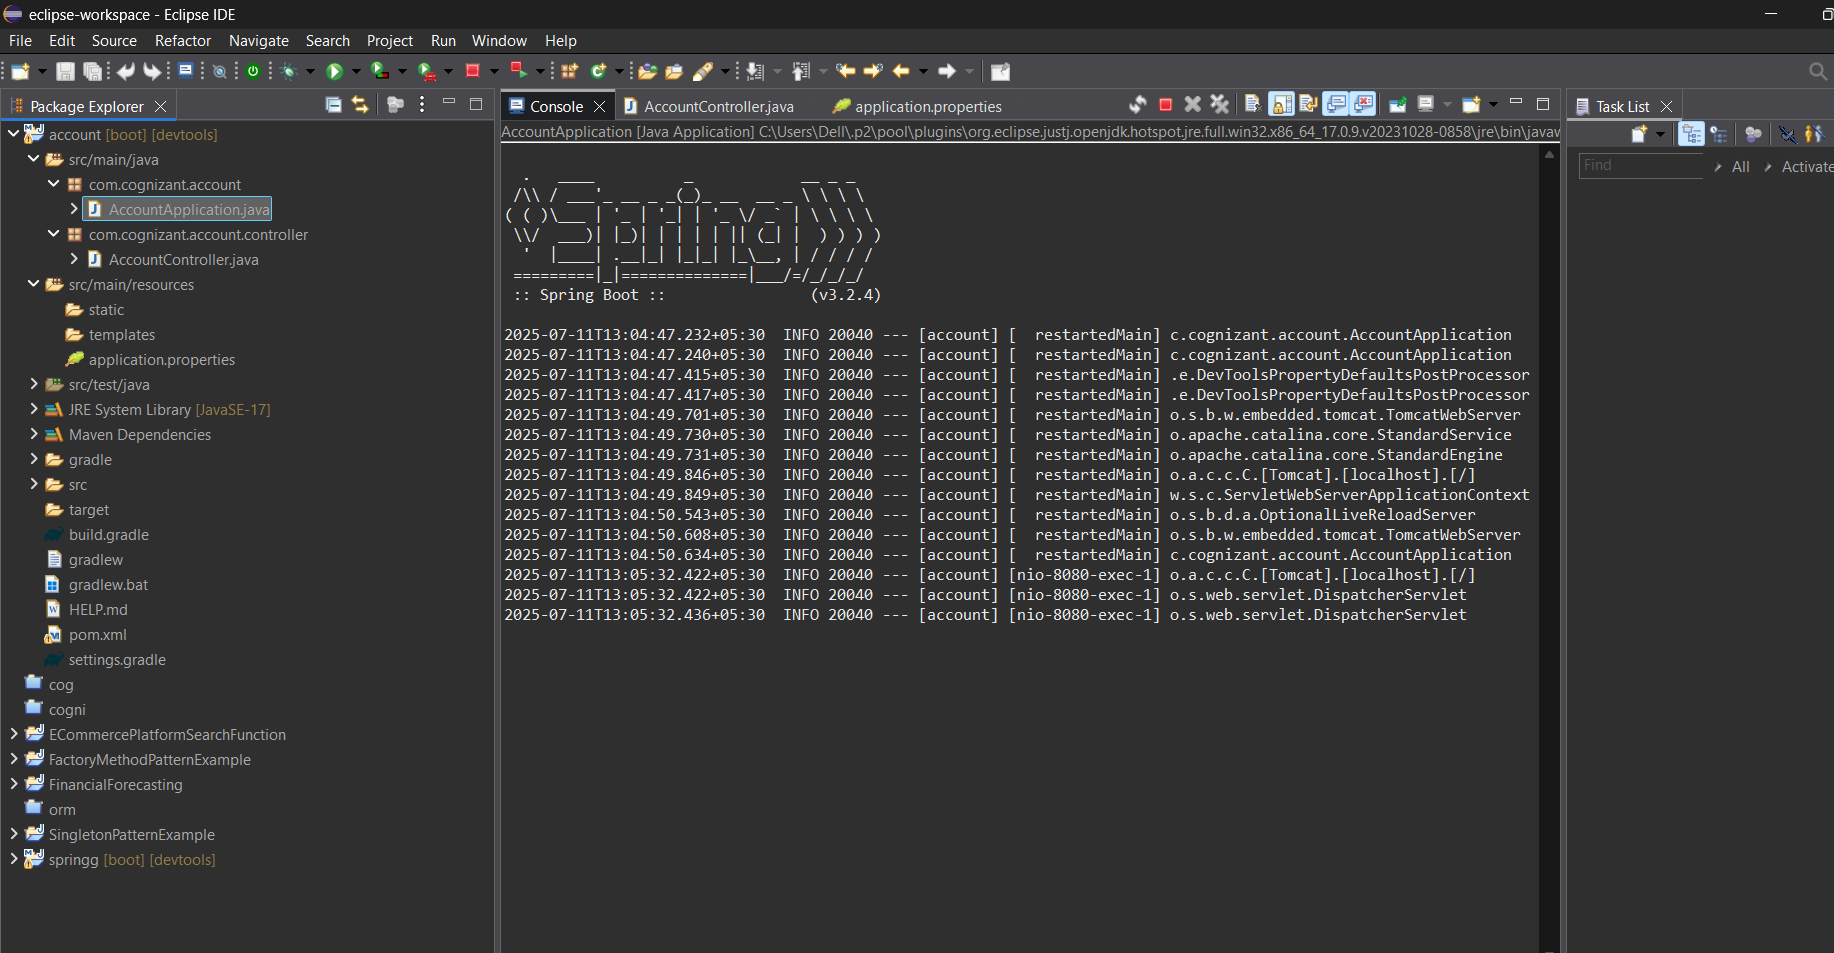 eclipse-workspace - Eclipse IDE
File Edit Source Refactor Navigate Search Project Run Window Help
Package Explorer
account [boot] [devtools]
src/main/java
com.cognizant.account
AccountApplication.java
com.cognizant.account.controller
AccountController.java
src/main/resources
static
templates
application.properties
src/test/java
JRE System Library [JavaSE-17]
Maven Dependencies
gradle
src
target
build.gradle
gradlew
gradlew.bat
HELP.md
pom.xml
settings.gradle
cog
cogni
ECommercePlatformSearchFunction
FactoryMethodPatternExample
FinancialForecasting
orm
SingletonPatternExample
springg [boot] [devtools]
Console AccountController.java application.properties
AccountApplication [Java Application] C:\Users\Dell\.p2\pool\plugins\org.eclipse.justj.openjdk.hotspot.jre.full.win32.x86_64_17.0.9.v20231028-0858\jre\bin\javaw
  .   ____          _            __ _ _
 /\\ / ___'_ __ _ _(_)_ __  __ _ \ \ \ \
( ( )\___ | '_ | '_| | '_ \/ _` | \ \ \ \
 \\/  ___)| |_)| | | | | || (_| |  ) ) ) )
  '  |____| .__|_| |_|_| |_\__, | / / / /
 =========|_|==============|___/=/_/_/_/
 :: Spring Boot ::                (v3.2.4)
2025-07-11T13:04:47.232+05:30  INFO 20040 --- [account] [  restartedMain] c.cognizant.account.AccountApplication
2025-07-11T13:04:47.240+05:30  INFO 20040 --- [account] [  restartedMain] c.cognizant.account.AccountApplication
2025-07-11T13:04:47.415+05:30  INFO 20040 --- [account] [  restartedMain] .e.DevToolsPropertyDefaultsPostProcessor
2025-07-11T13:04:47.417+05:30  INFO 20040 --- [account] [  restartedMain] .e.DevToolsPropertyDefaultsPostProcessor
2025-07-11T13:04:49.701+05:30  INFO 20040 --- [account] [  restartedMain] o.s.b.w.embedded.tomcat.TomcatWebServer
2025-07-11T13:04:49.730+05:30  INFO 20040 --- [account] [  restartedMain] o.apache.catalina.core.StandardService
2025-07-11T13:04:49.731+05:30  INFO 20040 --- [account] [  restartedMain] o.apache.catalina.core.StandardEngine
2025-07-11T13:04:49.846+05:30  INFO 20040 --- [account] [  restartedMain] o.a.c.c.C.[Tomcat].[localhost].[/]
2025-07-11T13:04:49.849+05:30  INFO 20040 --- [account] [  restartedMain] w.s.c.ServletWebServerApplicationContext
2025-07-11T13:04:50.543+05:30  INFO 20040 --- [account] [  restartedMain] o.s.b.d.a.OptionalLiveReloadServer
2025-07-11T13:04:50.608+05:30  INFO 20040 --- [account] [  restartedMain] o.s.b.w.embedded.tomcat.TomcatWebServer
2025-07-11T13:04:50.634+05:30  INFO 20040 --- [account] [  restartedMain] c.cognizant.account.AccountApplication
2025-07-11T13:05:32.422+05:30  INFO 20040 --- [account] [nio-8080-exec-1] o.a.c.c.C.[Tomcat].[localhost].[/]
2025-07-11T13:05:32.422+05:30  INFO 20040 --- [account] [nio-8080-exec-1] o.s.web.servlet.DispatcherServlet
2025-07-11T13:05:32.436+05:30  INFO 20040 --- [account] [nio-8080-exec-1] o.s.web.servlet.DispatcherServlet
Task List
Find All Activate